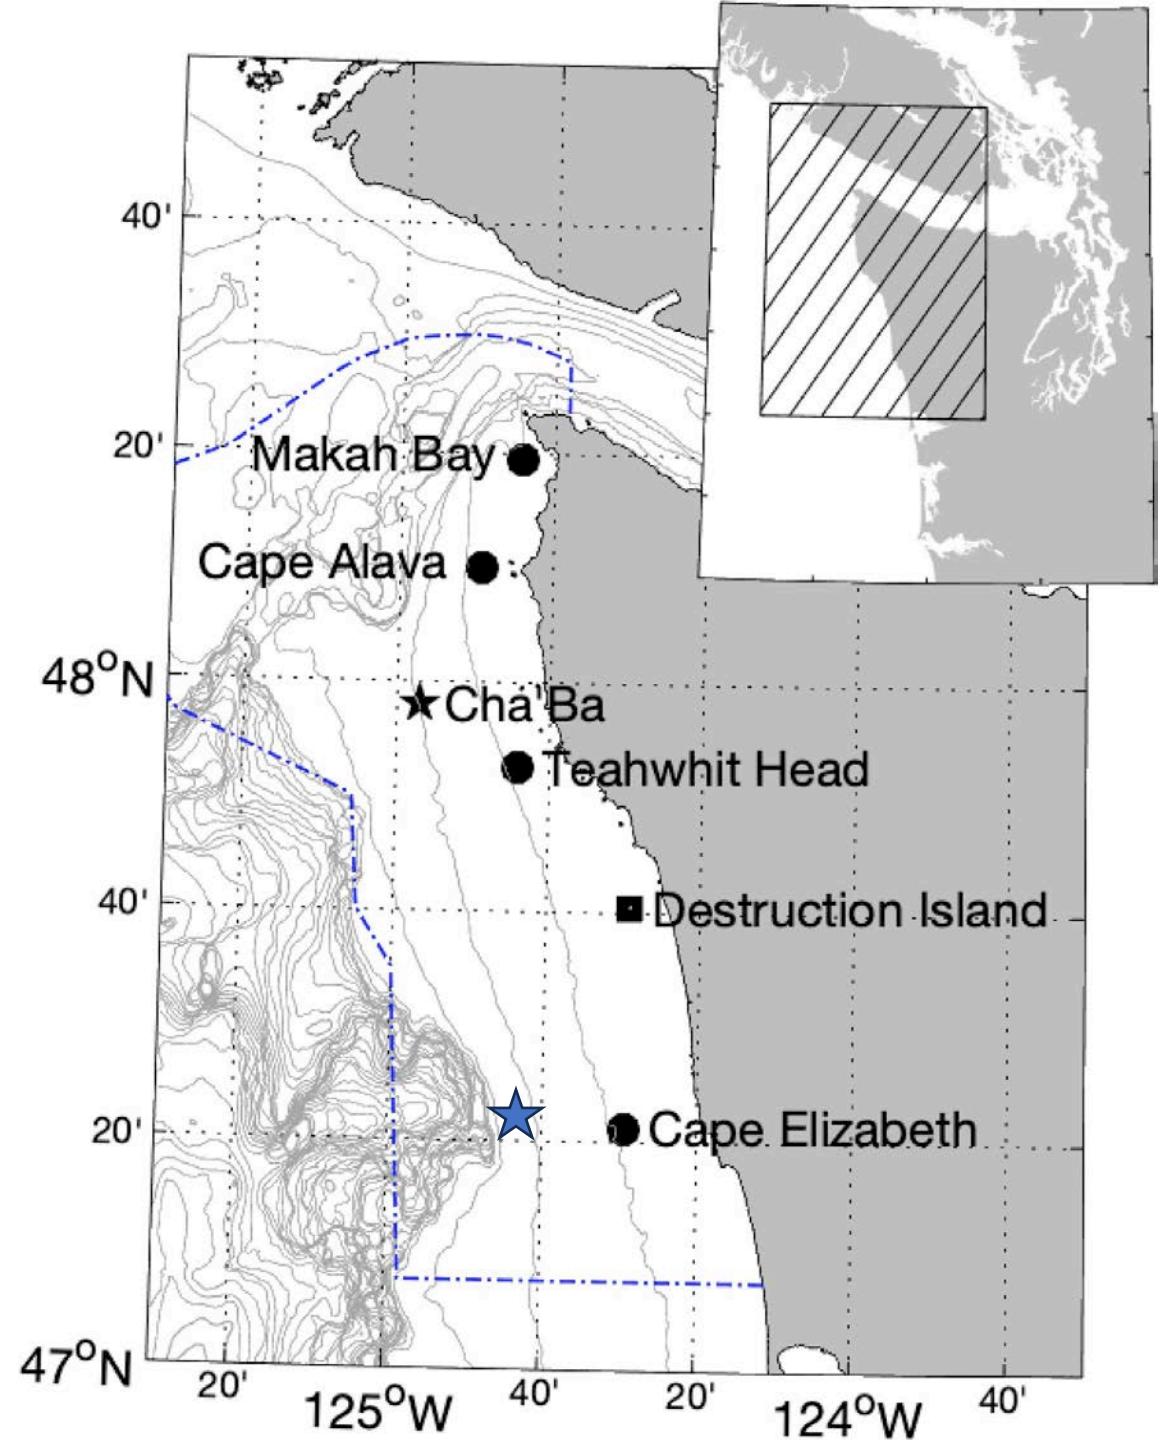 40'
20'
Makah Bay
Cape Alava
48°N
Cha'Ba
Teahwhit Head
40'
Destruction Island
20'
Cape Elizabeth
47°N
20'
125°W
40'
20'
124°W
40'